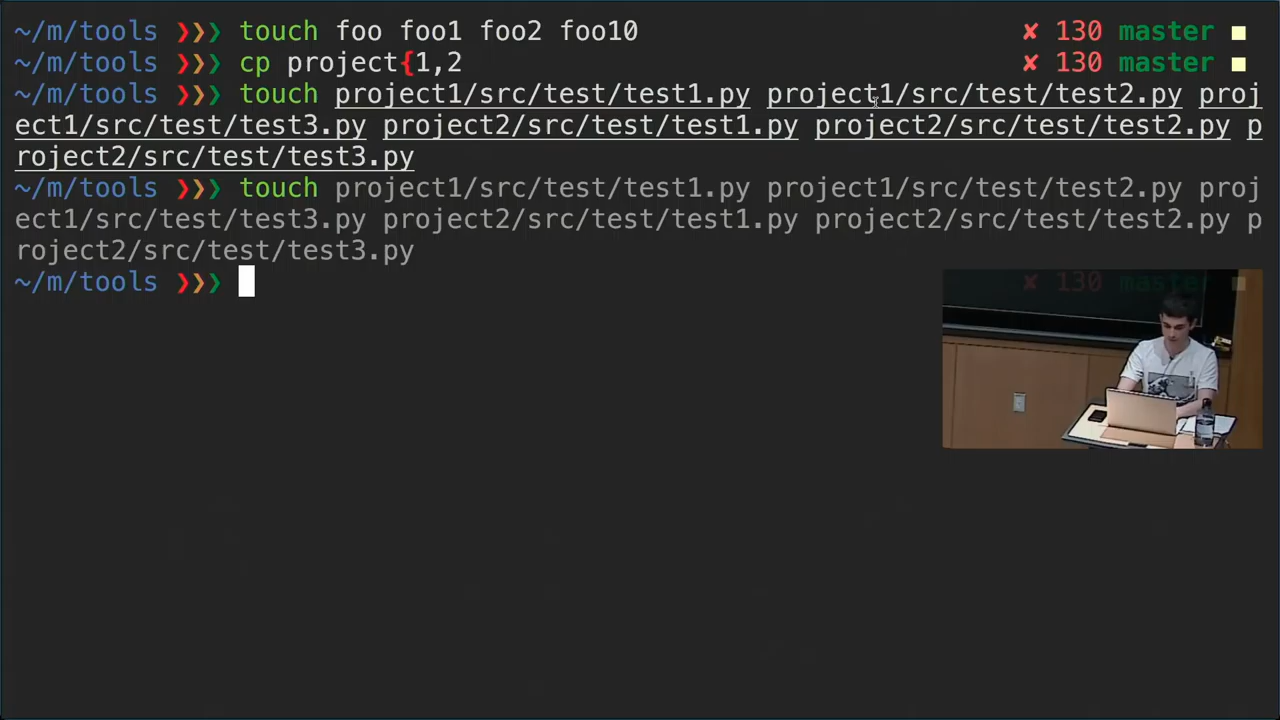 ~/m/tools ❯❯❯ touch foo foo1 foo2 foo10 ✘ 130 master ■
~/m/tools ❯❯❯ cp project{1,2 ✘ 130 master ■
~/m/tools ❯❯❯ touch project1/src/test/test1.py project1/src/test/test2.py proj
ect1/src/test/test3.py project2/src/test/test1.py project2/src/test/test2.py p
roject2/src/test/test3.py
~/m/tools ❯❯❯ touch project1/src/test/test1.py project1/src/test/test2.py proj
ect1/src/test/test3.py project2/src/test/test1.py project2/src/test/test2.py p
roject2/src/test/test3.py
~/m/tools ❯❯❯ ✘ 130 master ■